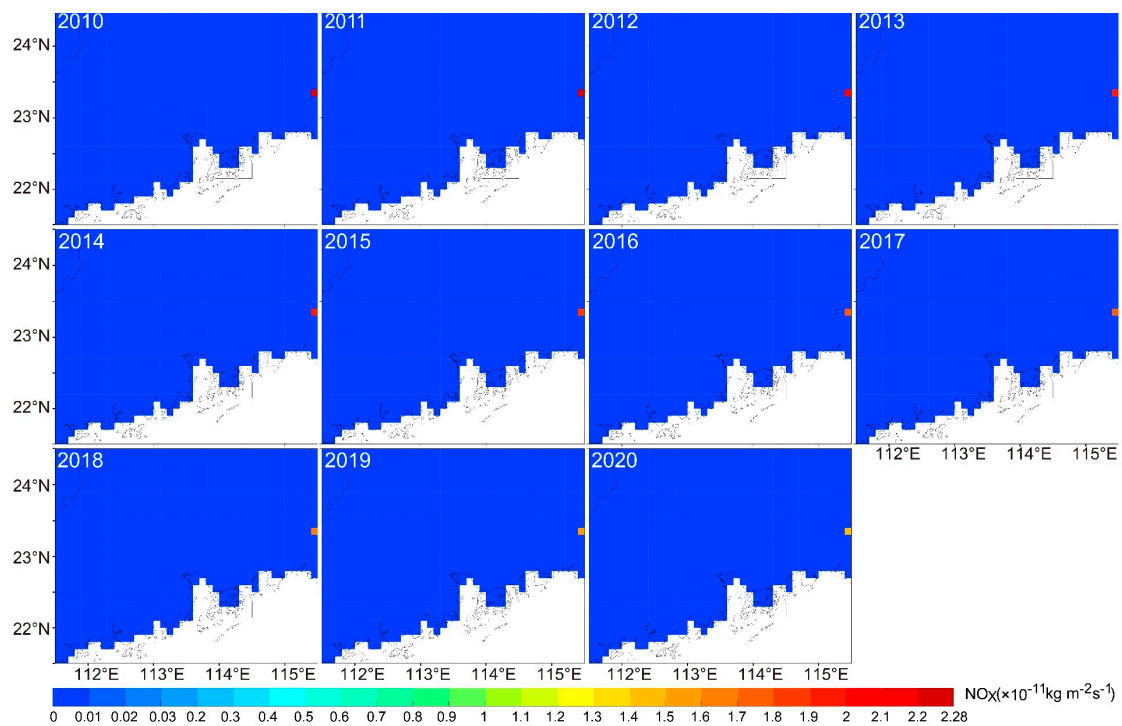 2010 2011 2012 2013
24°N
23°N
22°N
2014 2015 2016 2017
24°N
23°N
22°N
112°E 113°E 114°E 115°E
2018 2019 2020
24°N
23°N
22°N
112°E 113°E 114°E 115°E 112°E 113°E 114°E 115°E 112°E 113°E 114°E 115°E
NOX(×10⁻¹¹kg m⁻²s⁻¹)
0 0.01 0.02 0.03 0.2 0.3 0.4 0.5 0.6 0.7 0.8 0.9 1 1.1 1.2 1.3 1.4 1.5 1.6 1.7 1.8 1.9 2 2.1 2.2 2.28